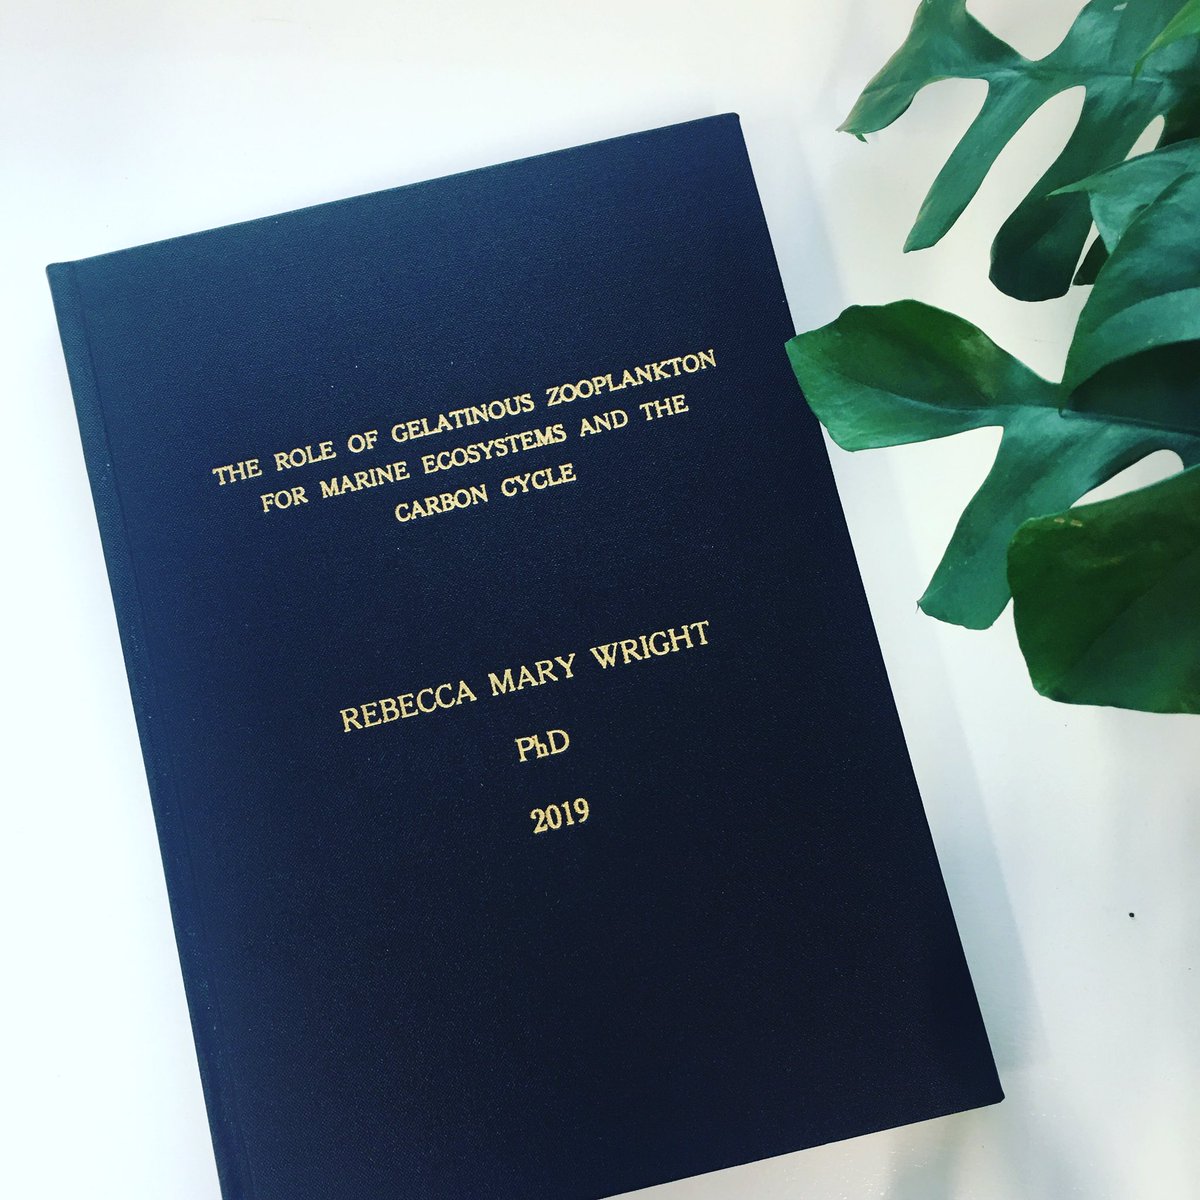 THE ROLE OF GELATINOUS ZOOPLANKTON
FOR MARINE ECOSYSTEMS AND THE
CARBON CYCLE
REBECCA MARY WRIGHT
PhD
2019